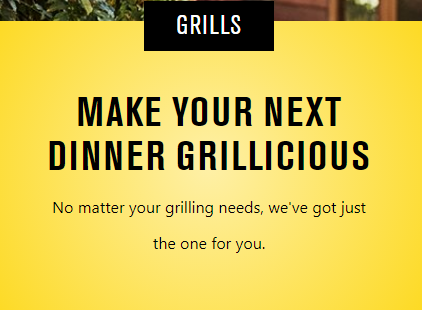 GRILLS
MAKE YOUR NEXT
DINNER GRILLICIOUS
No matter your grilling needs, we've got just
the one for you.